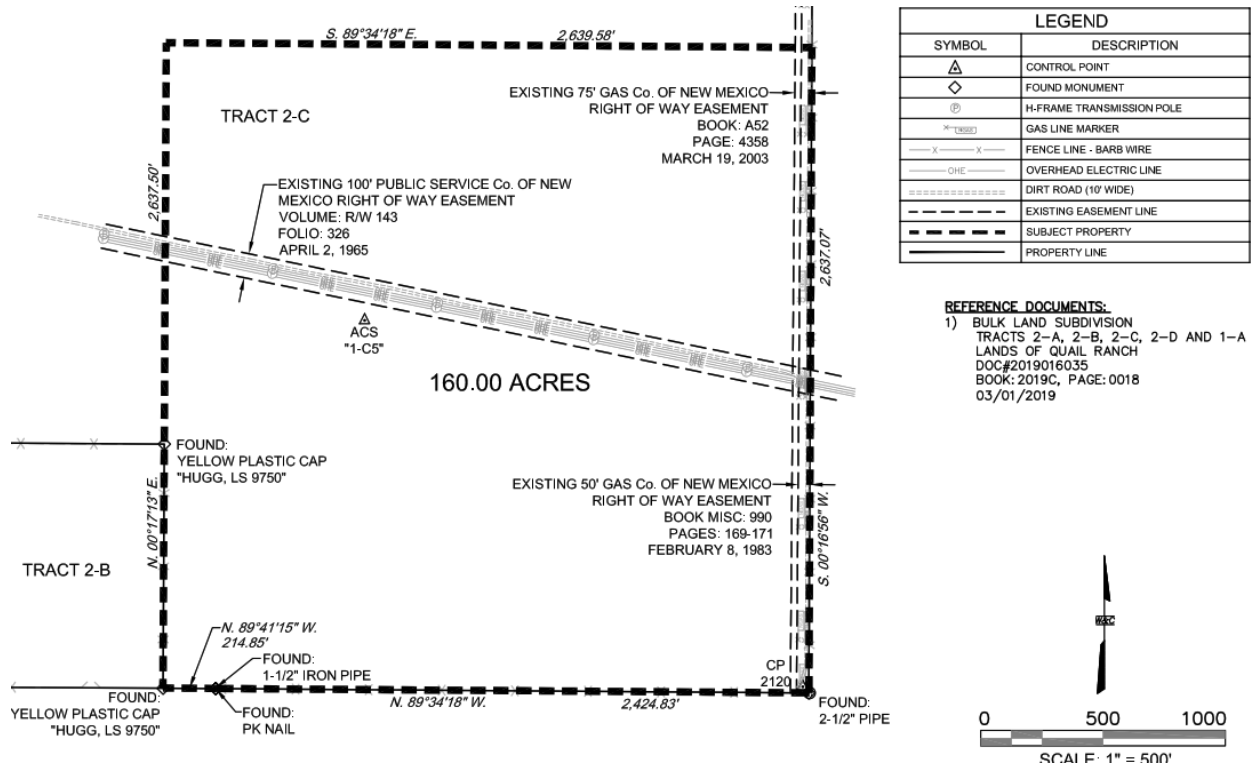 S. 89°34'18" E. 2,639.58'
TRACT 2-C
EXISTING 75' GAS Co. OF NEW MEXICO
RIGHT OF WAY EASEMENT
BOOK: A52
PAGE: 4358
MARCH 19, 2003
2,637.50'
EXISTING 100' PUBLIC SERVICE Co. OF NEW
MEXICO RIGHT OF WAY EASEMENT
VOLUME: R/W 143
FOLIO: 326
APRIL 2, 1965
2,637.07'
ACS
"1-C5"
160.00 ACRES
FOUND:
YELLOW PLASTIC CAP
"HUGG, LS 9750"
N. 00°17'13" E.
EXISTING 50' GAS Co. OF NEW MEXICO
RIGHT OF WAY EASEMENT
BOOK MISC: 990
PAGES: 169-171
FEBRUARY 8, 1983
S. 00°16'56" W.
TRACT 2-B
N. 89°41'15" W.
214.85'
FOUND:
1-1/2" IRON PIPE
CP
2120
FOUND:
YELLOW PLASTIC CAP
"HUGG, LS 9750"
FOUND:
PK NAIL
N. 89°34'18" W. 2,424.83'
FOUND:
2-1/2" PIPE
LEGEND
SYMBOL DESCRIPTION
CONTROL POINT
FOUND MONUMENT
P H-FRAME TRANSMISSION POLE
GAS LINE MARKER
X X FENCE LINE - BARB WIRE
OHE OVERHEAD ELECTRIC LINE
DIRT ROAD (10' WIDE)
EXISTING EASEMENT LINE
SUBJECT PROPERTY
PROPERTY LINE
REFERENCE DOCUMENTS:
1) BULK LAND SUBDIVISION
TRACTS 2-A, 2-B, 2-C, 2-D AND 1-A
LANDS OF QUAIL RANCH
DOC#2019016035
BOOK: 2019C, PAGE: 0018
03/01/2019
0 500 1000
SCALE: 1" = 500'